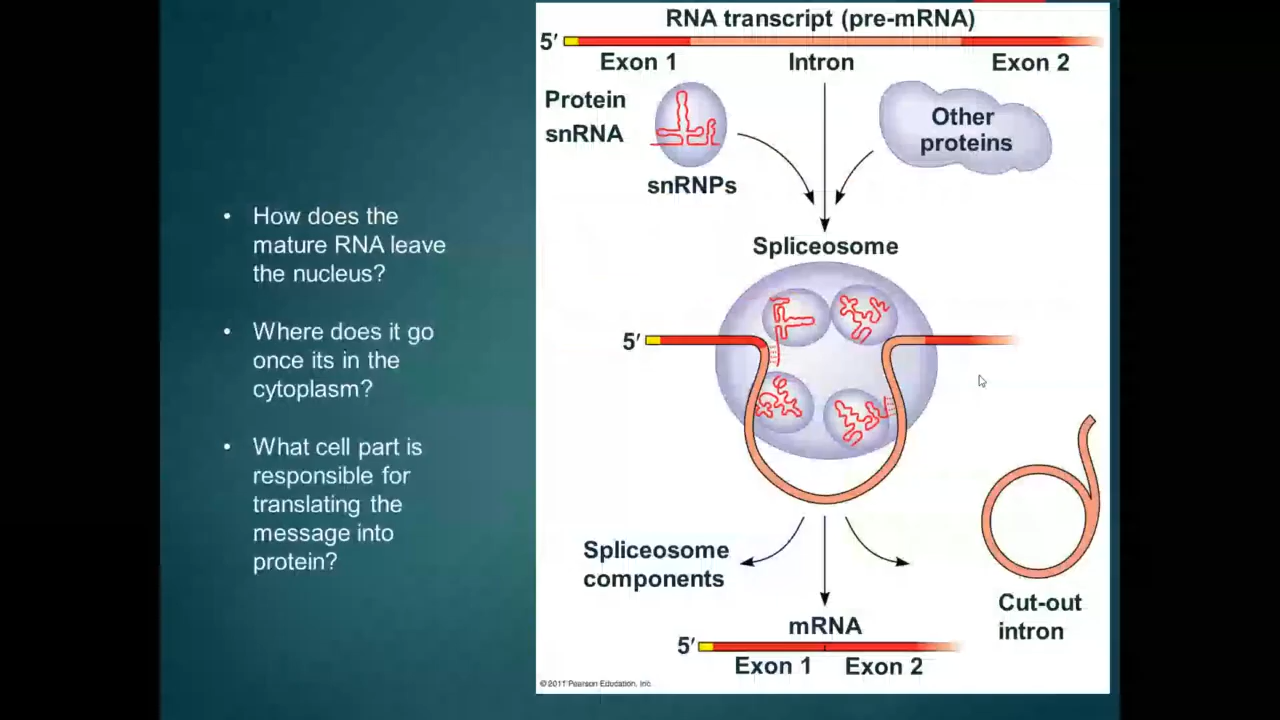 • How does the
mature RNA leave
the nucleus?
• Where does it go
once its in the
cytoplasm?
• What cell part is
responsible for
translating the
message into
protein?
RNA transcript (pre-mRNA)
5′
Exon 1
Intron
Exon 2
Protein
snRNA
snRNPs
Other
proteins
Spliceosome
5′
Spliceosome
components
Cut-out
intron
mRNA
5′
Exon 1
Exon 2
© 2011 Pearson Education, Inc.